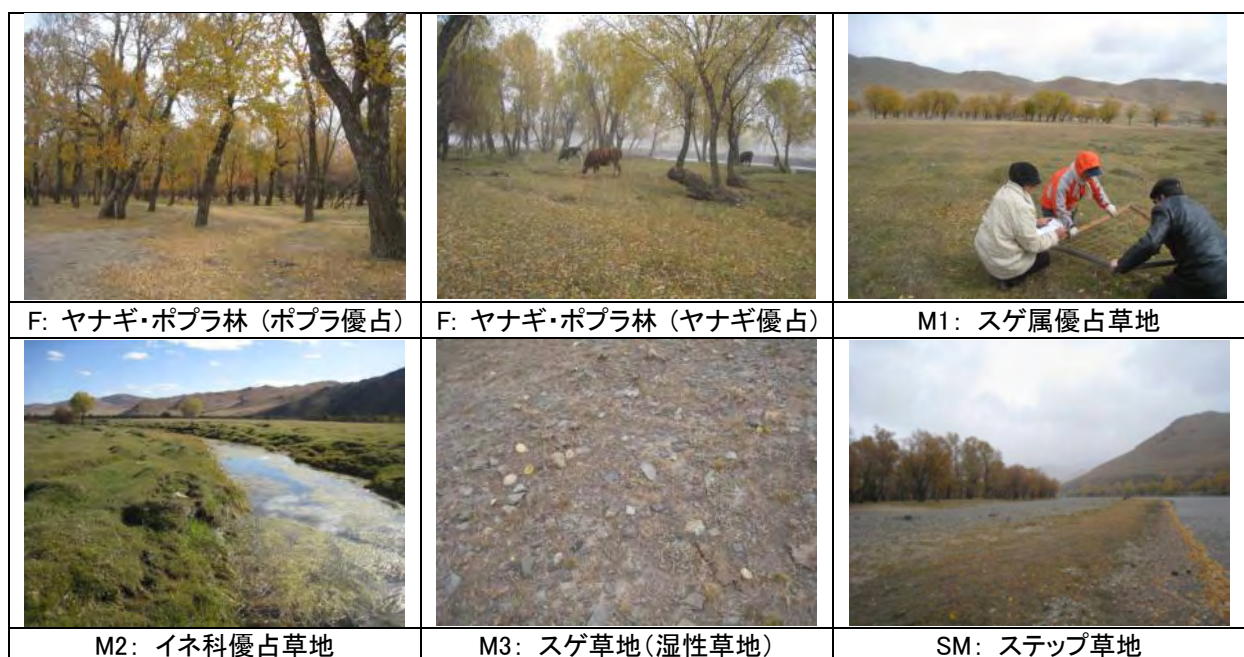 F: ヤナギ・ポプラ林 (ポプラ優占)
F: ヤナギ・ポプラ林 (ヤナギ優占)
M1: スゲ属優占草地
M2: イネ科優占草地
M3: スゲ草地(湿性草地)
SM: ステップ草地